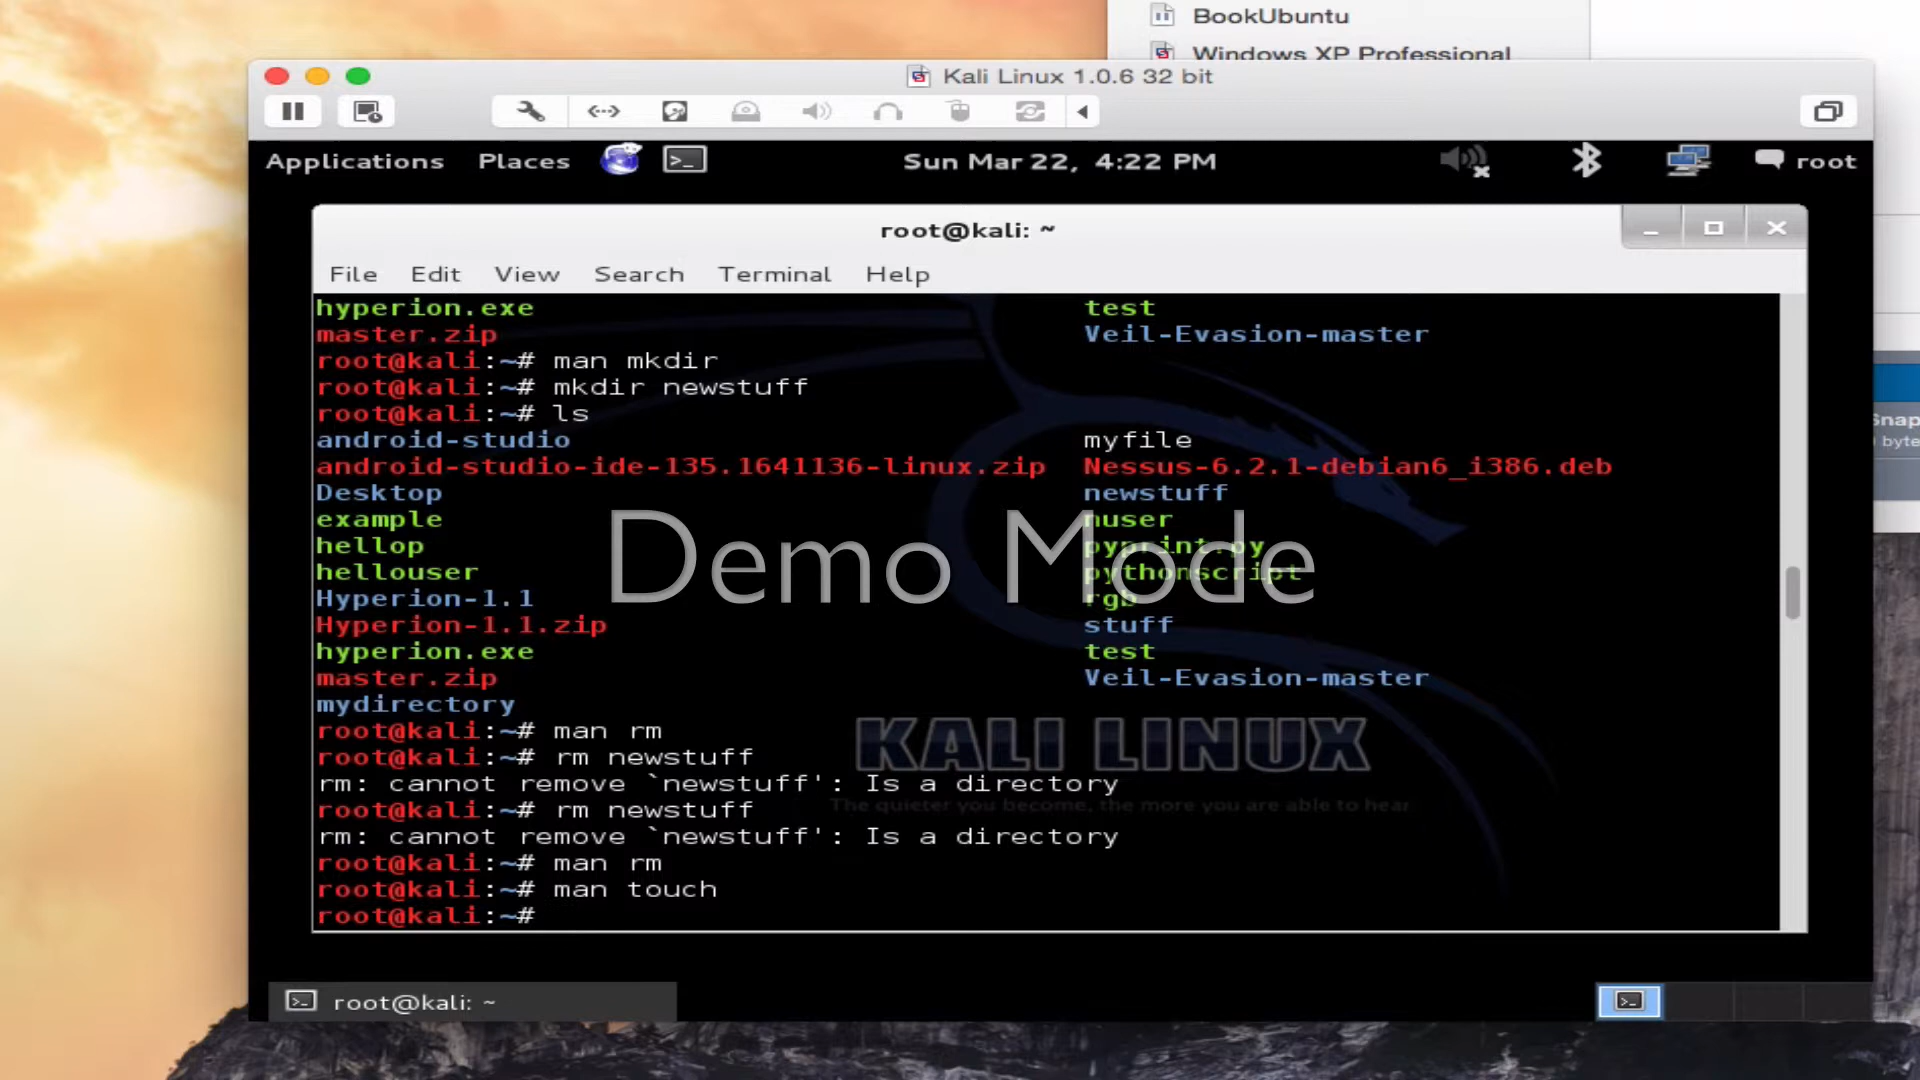 BookUbuntu
Windows XP Professional
Kali Linux 1.0.6 32 bit
Applications Places Sun Mar 22, 4:22 PM root
root@kali: ~
File Edit View Search Terminal Help
hyperion.exe test
master.zip Veil-Evasion-master
root@kali:~# man mkdir
root@kali:~# mkdir newstuff
root@kali:~# ls
android-studio myfile
android-studio-ide-135.1641136-linux.zip Nessus-6.2.1-debian6_i386.deb
Desktop newstuff
example nuser
hellop pyprint.py
hellouser pythonscript
Hyperion-1.1 rgb
Hyperion-1.1.zip stuff
hyperion.exe test
master.zip Veil-Evasion-master
mydirectory
root@kali:~# man rm
root@kali:~# rm newstuff
rm: cannot remove `newstuff': Is a directory
root@kali:~# rm newstuff
rm: cannot remove `newstuff': Is a directory
root@kali:~# man rm
root@kali:~# man touch
root@kali:~#
Demo Mode
KALI LINUX
The quieter you become, the more you are able to hear
root@kali: ~